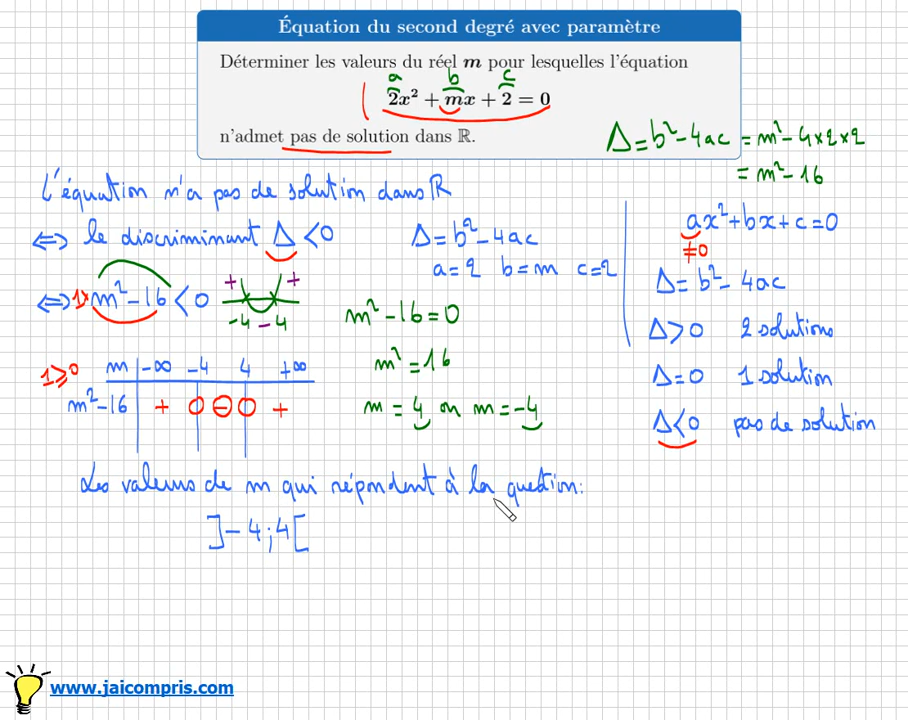 Équation du second degré avec paramètre
Déterminer les valeurs du réel m pour lesquelles l'équation
a b c
2x² + mx + 2 = 0
n'admet pas de solution dans ℝ.
Δ = b² - 4ac = m² - 4×2×2
= m² - 16
L'équation n'a pas de solution dans ℝ
⇔ le discriminant Δ < 0
Δ = b² - 4ac
a = 2 b = m c = 2
⇔ 1× m² - 16 < 0
+ +
-4 - 4
m² - 16 = 0
m² = 16
m = 4 ou m = -4
1 ≥ 0
m -∞ -4 4 +∞
m² - 16 + 0 - 0 +
ax² + bx + c = 0
≠0
Δ = b² - 4ac
Δ > 0 2 solutions
Δ = 0 1 solution
Δ < 0 pas de solution
Les valeurs de m qui répondent à la question:
]-4;4[
www.jaicompris.com